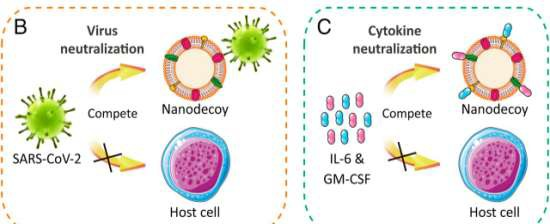 B
Virus
neutralization
Compete
Nanodecoy
SARS-CoV-2
Host cell
C
Cytokine
neutralization
Compete
Nanodecoy
IL-6 &
GM-CSF
Host cell